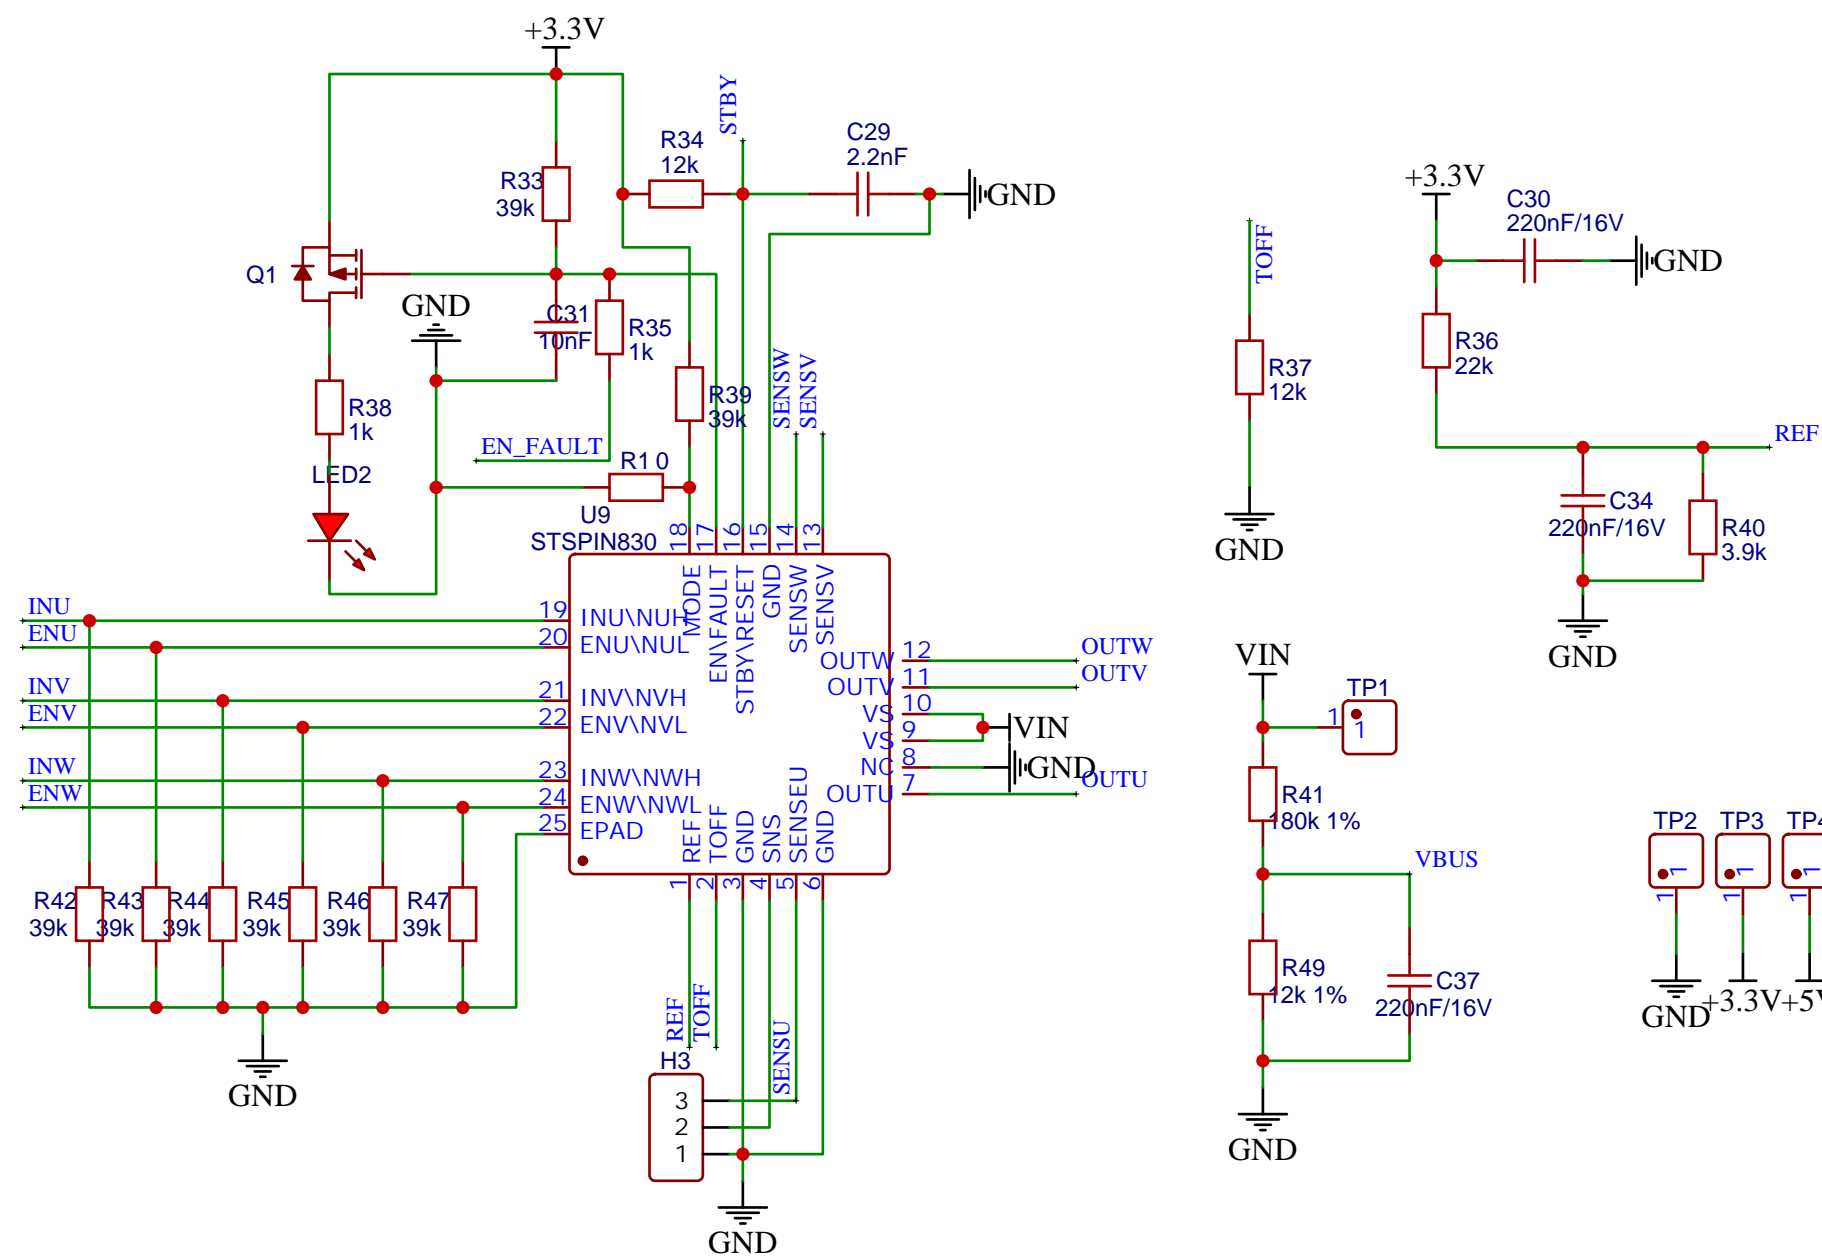 +3.3V
STBY
R34
12k
C29
2.2nF
GND
R33
39k
Q1
GND
C31
10nF
R35
1k
R38
1k
LED2
EN_FAULT
R39
39k
R1 0
SENSW
SENSV
U9
STSPIN830
18
17
16
15
14
13
MODE
EN\FAULT
STBY\RESET
GND
SENSW
SENSV
INU
19
INU\NUH
ENU
20
ENU\NUL
INV
21
INV\NVH
ENV
22
ENV\NVL
INW
23
INW\NWH
ENW
24
ENW\NWL
25
EPAD
OUTW
12
OUTW
OUTV
11
OUTV
VS
10
VS
9
VIN
NC
8
GND
OUTU
7
OUTU
REF
TOFF
GND
SNS
SENSEU
GND
1
2
3
4
5
6
R42
39k
R43
39k
R44
39k
R45
39k
R46
39k
R47
39k
GND
REF
TOFF
SENSU
H3
3
2
1
GND
TOFF
R37
12k
GND
+3.3V
C30
220nF/16V
GND
R36
22k
REF
C34
220nF/16V
R40
3.9k
GND
VIN
TP1
1
1
R41
180k 1%
VBUS
R49
12k 1%
C37
220nF/16V
GND
TP2
1
1
GND
TP3
1
1
+3.3V
TP4
1
1
+5V